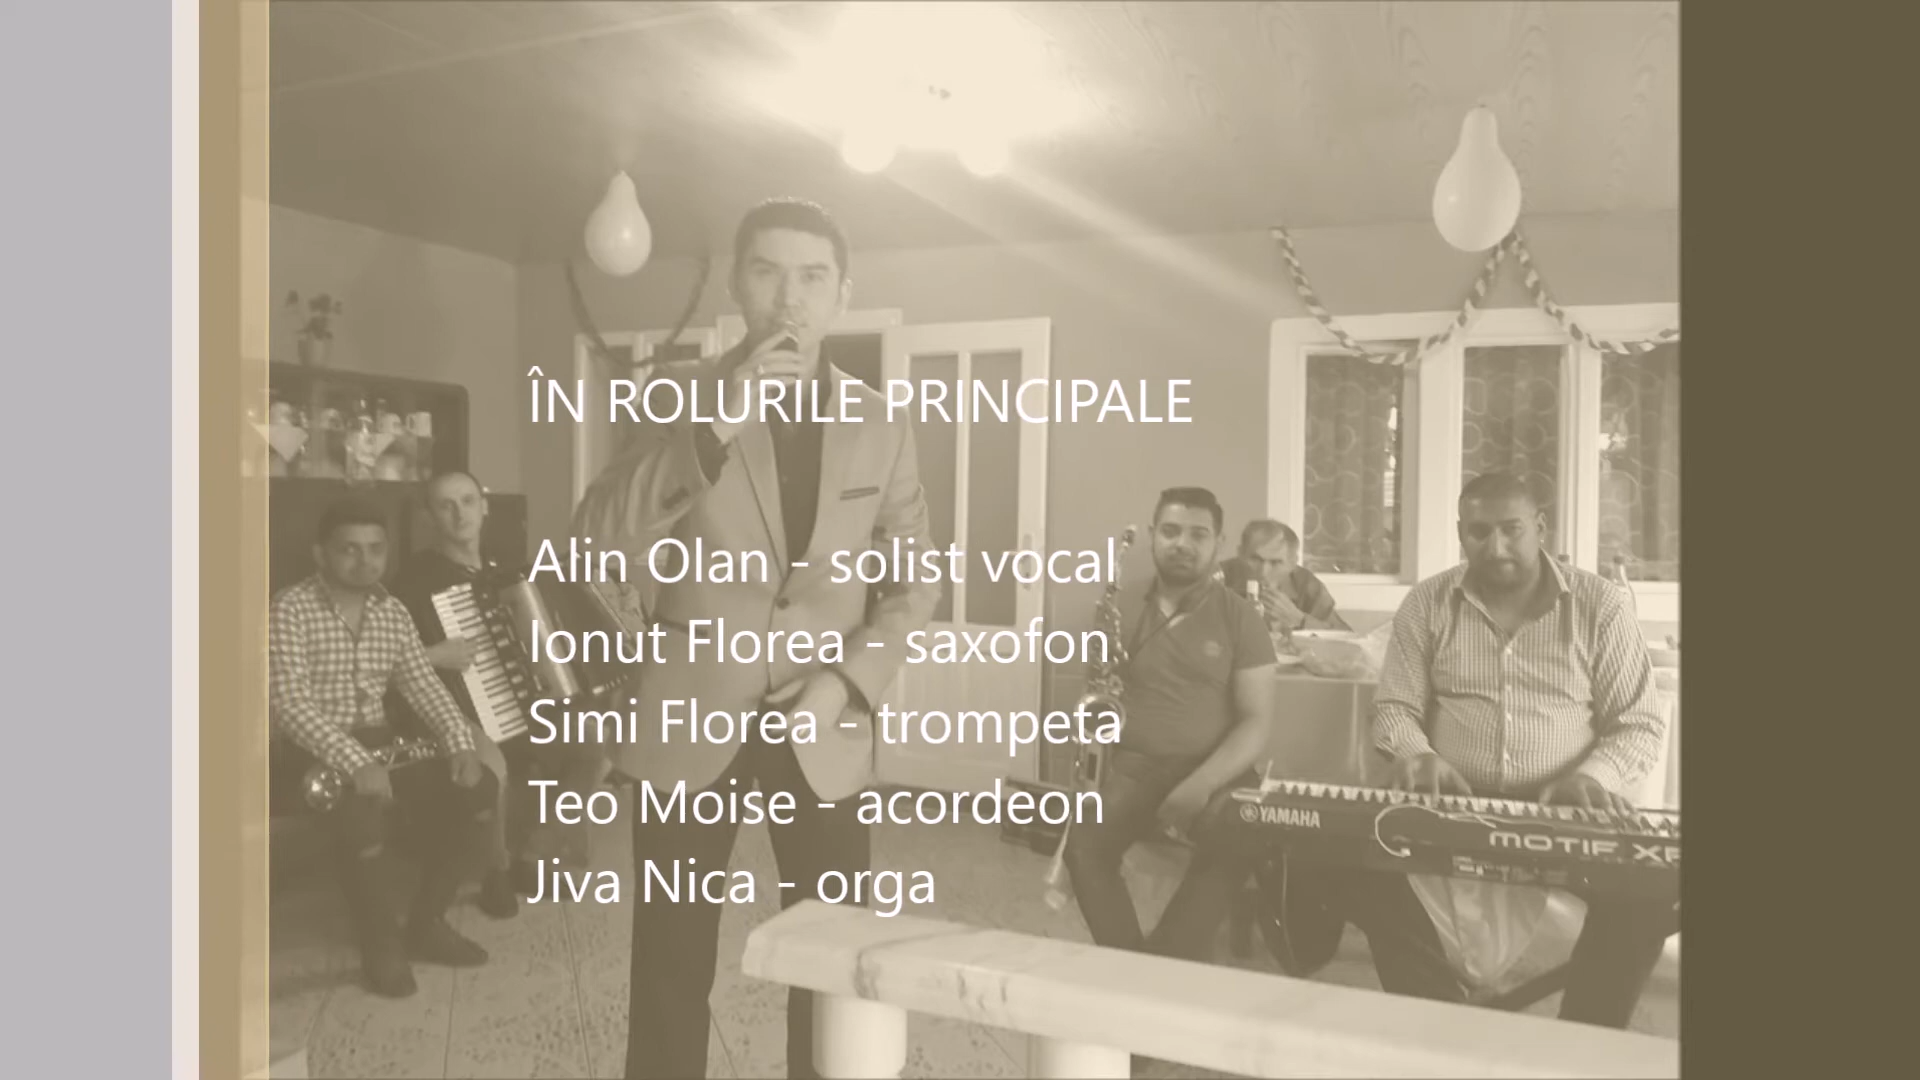 ÎN ROLURILE PRINCIPALE
Alin Olan - solist vocal
Ionut Florea - saxofon
Simi Florea - trompeta
Teo Moise - acordeon
Jiva Nica - orga
YAMAHA
MOTIF